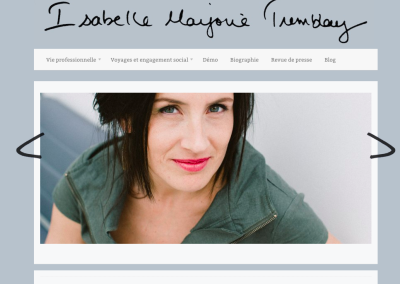 Isabelle Marjorie Tremblay
Vie professionnelle Voyages et engagement social Démo Biographie Revue de presse Blog